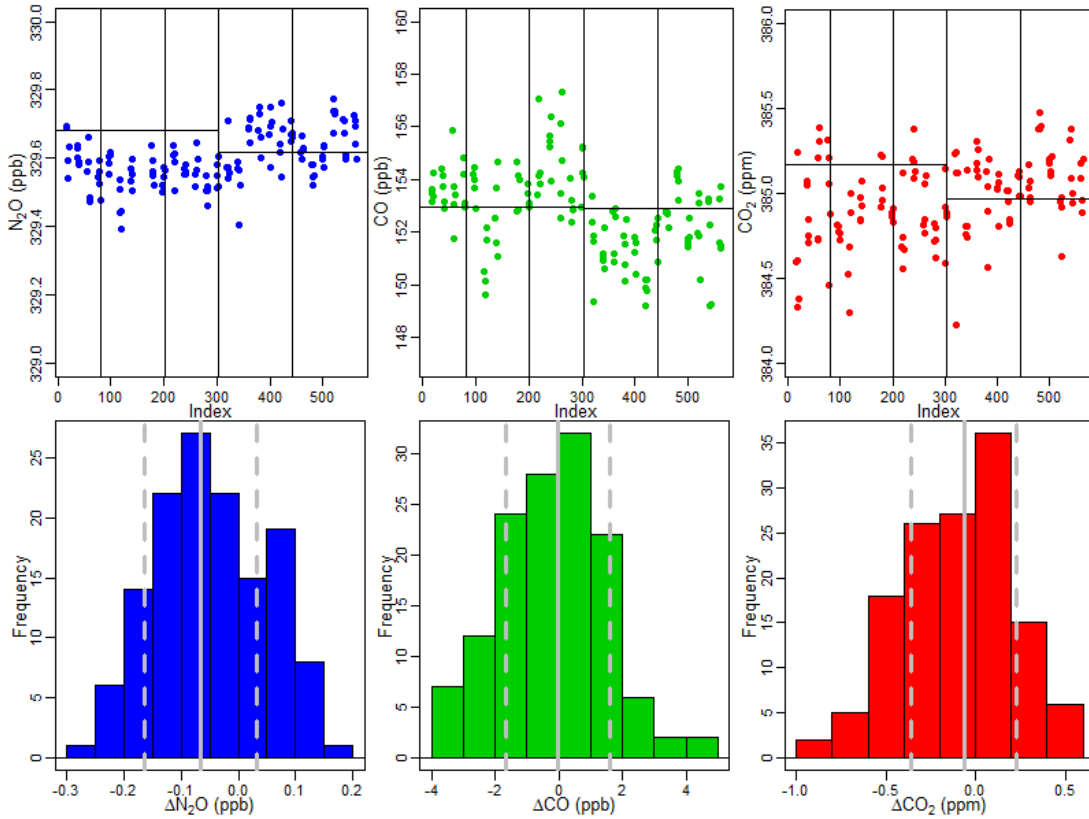 N₂O (ppb)
330.0
329.8
329.6
329.4
329.2
329.0
0 100 200 300 400 500
Index
CO (ppb)
160
158
156
154
152
150
148
0 100 200 300 400 500
Index
CO₂ (ppm)
386.0
385.5
385.0
384.5
384.0
0 100 200 300 400 500
Index
Frequency
25
20
15
10
5
0
-0.3 -0.2 -0.1 0.0 0.1 0.2
ΔN₂O (ppb)
Frequency
30
20
10
5
0
-4 -2 0 2 4
ΔCO (ppb)
Frequency
35
25
15
10
5
0
-1.0 -0.5 0.0 0.5
ΔCO₂ (ppm)